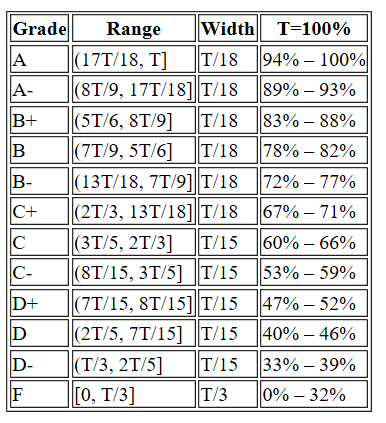 Grade Range Width T=100%
A (17T/18, T] T/18 94% – 100%
A- (8T/9, 17T/18] T/18 89% – 93%
B+ (5T/6, 8T/9] T/18 83% – 88%
B (7T/9, 5T/6] T/18 78% – 82%
B- (13T/18, 7T/9] T/18 72% – 77%
C+ (2T/3, 13T/18] T/18 67% – 71%
C (3T/5, 2T/3] T/15 60% – 66%
C- (8T/15, 3T/5] T/15 53% – 59%
D+ (7T/15, 8T/15] T/15 47% – 52%
D (2T/5, 7T/15] T/15 40% – 46%
D- (T/3, 2T/5] T/15 33% – 39%
F [0, T/3] T/3 0% – 32%